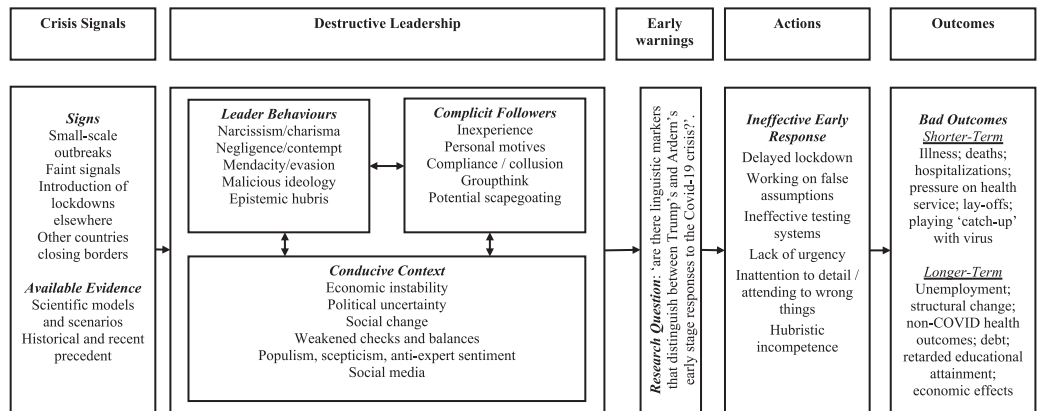 Crisis Signals
Destructive Leadership
Early
warnings
Actions
Outcomes
Signs
Small-scale
outbreaks
Faint signals
Introduction of
lockdowns
elsewhere
Other countries
closing borders
Available Evidence
Scientific models
and scenarios
Historical and recent
precedent
Leader Behaviours
Narcissism/charisma
Negligence/contempt
Mendacity/evasion
Malicious ideology
Epistemic hubris
Complicit Followers
Inexperience
Personal motives
Compliance / collusion
Groupthink
Potential scapegoating
Conducive Context
Economic instability
Political uncertainty
Social change
Weakened checks and balances
Populism, scepticism, anti-expert sentiment
Social media
Research Question: ‘are there linguistic markers
that distinguish between Trump’s and Ardern’s
early stage responses to the Covid-19 crisis?’.
Ineffective Early
Response
Delayed lockdown
Working on false
assumptions
Ineffective testing
systems
Lack of urgency
Inattention to detail /
attending to wrong
things
Hubristic
incompetence
Bad Outcomes
Shorter-Term
Illness; deaths;
hospitalizations;
pressure on health
service; lay-offs;
playing ‘catch-up’
with virus
Longer-Term
Unemployment;
structural change;
non-COVID health
outcomes; debt;
retarded educational
attainment;
economic effects